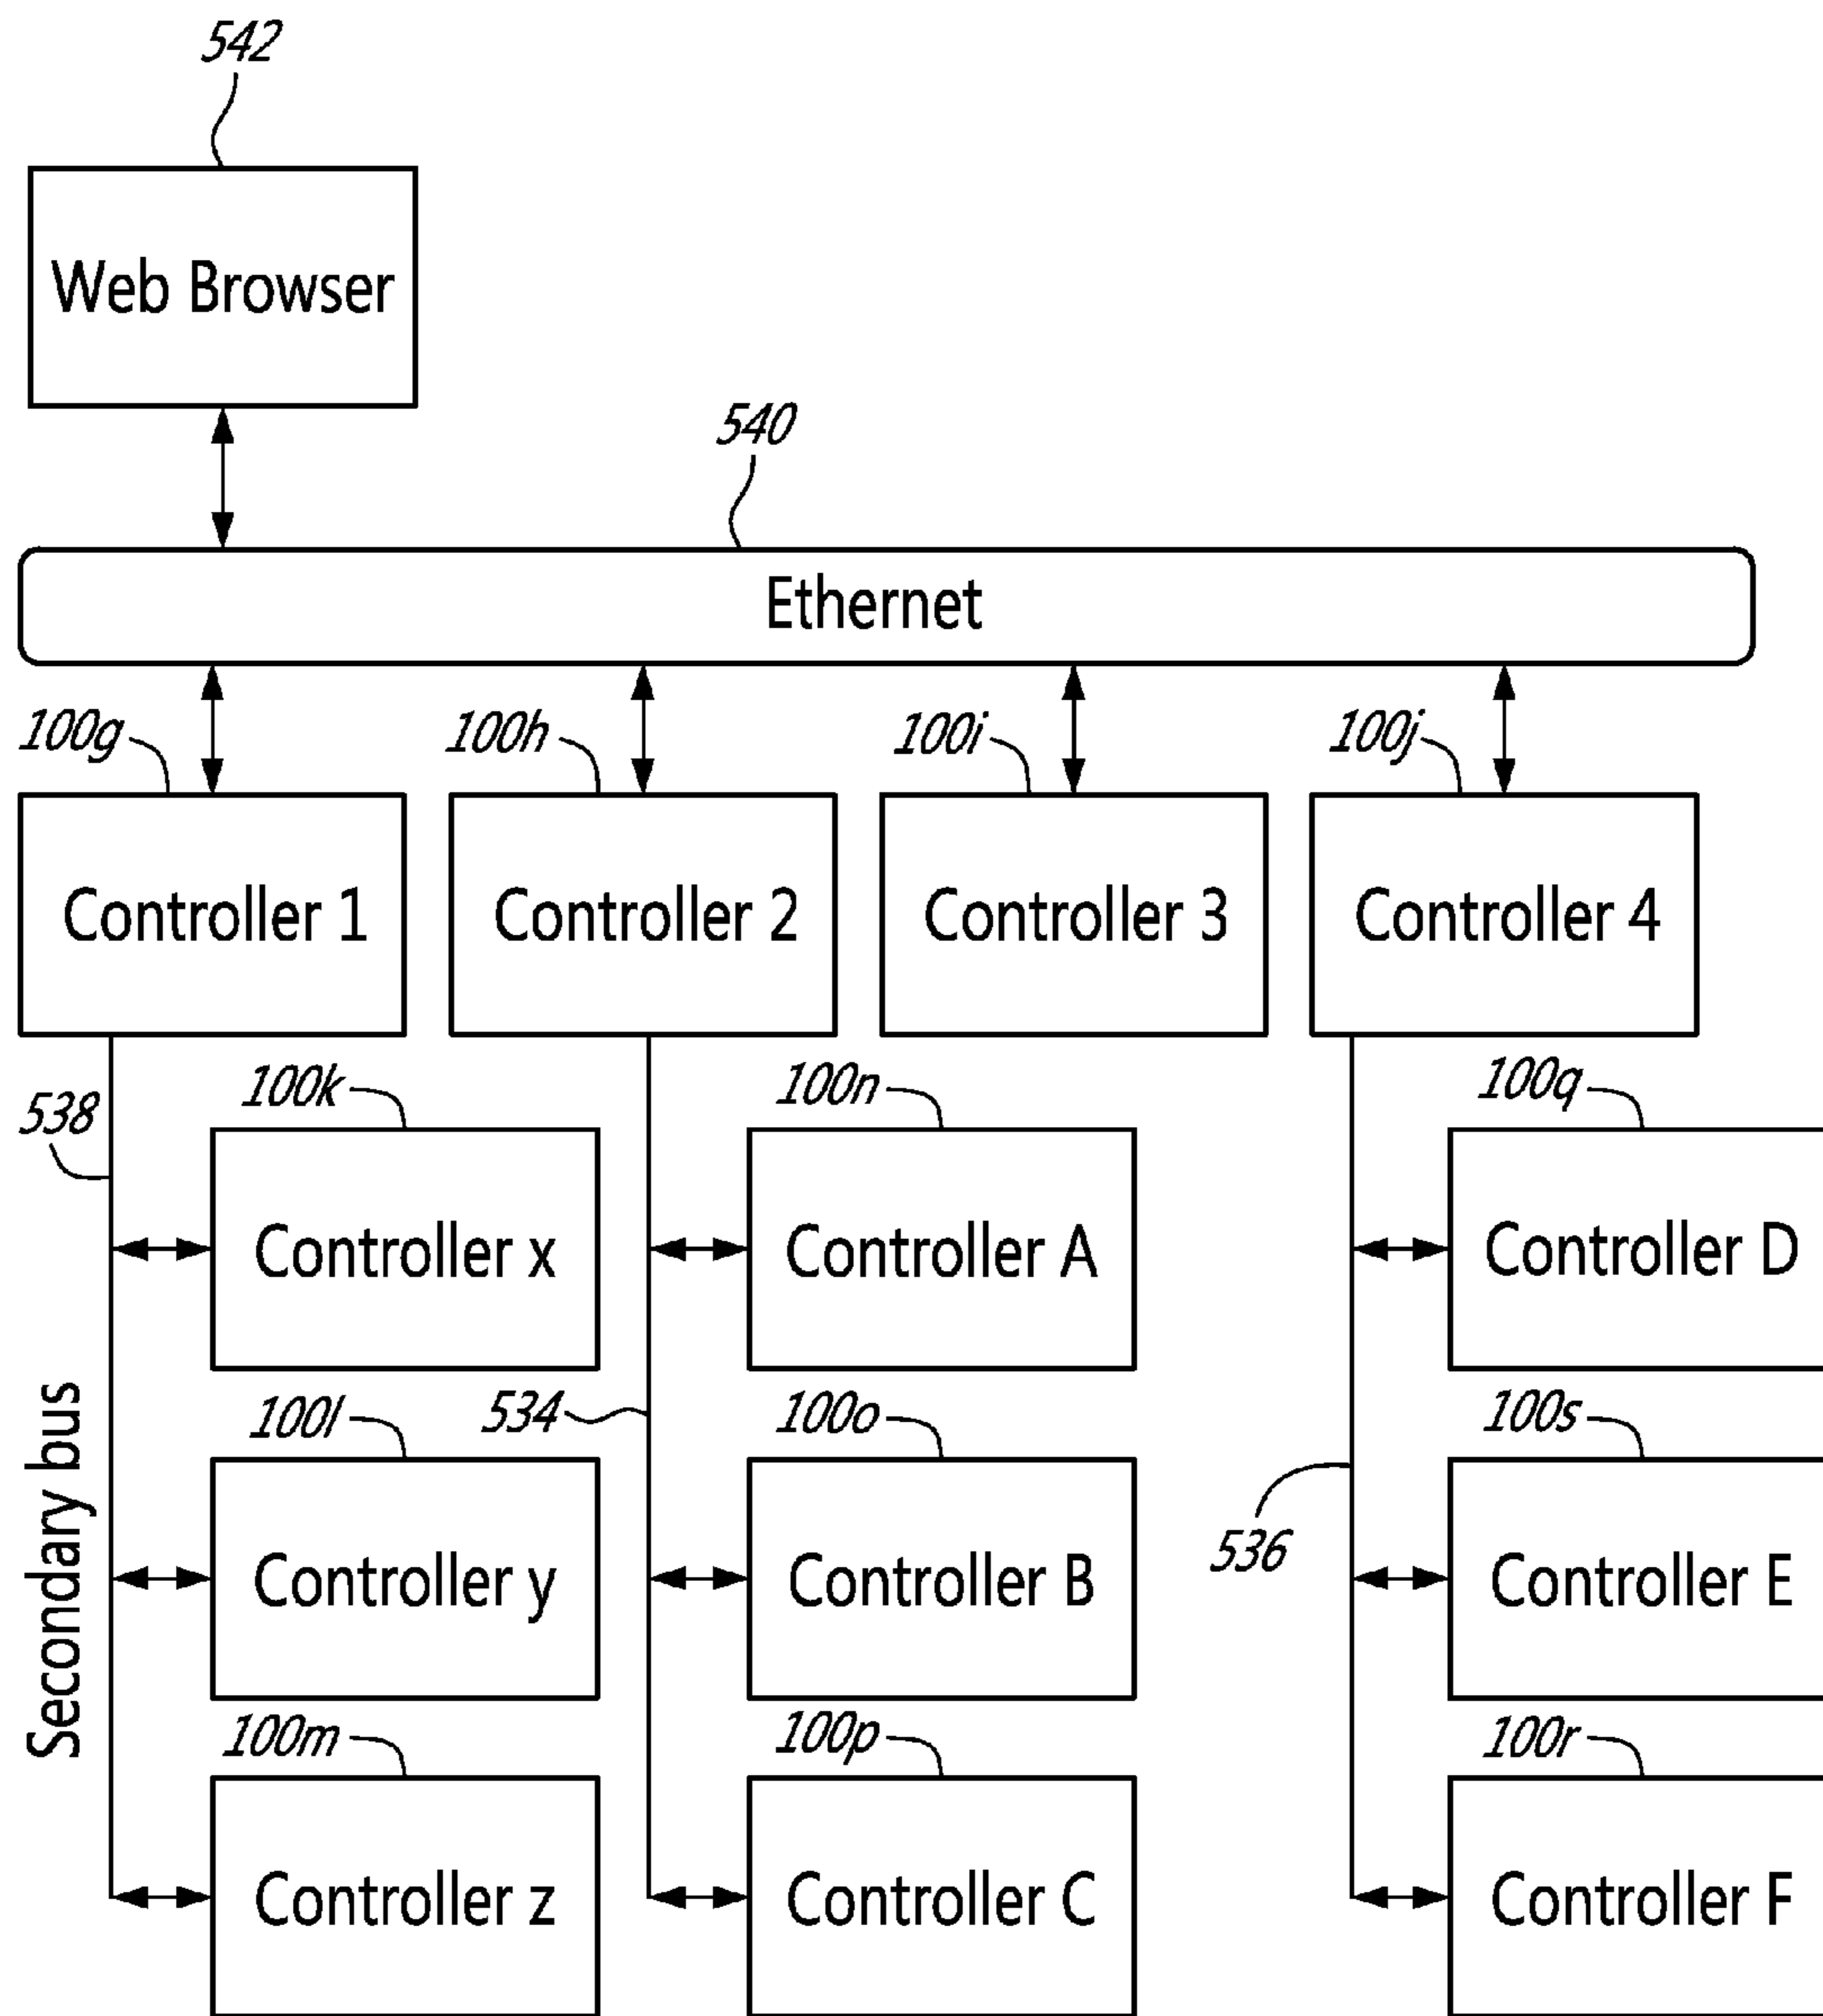 542
Web Browser
540
Ethernet
100g
100h
100i
100j
Controller 1
Controller 2
Controller 3
Controller 4
538
100k
100n
100q
Controller x
Controller A
Controller D
Secondary bus
100l
534
100o
100s
536
Controller y
Controller B
Controller E
100m
100p
100r
Controller z
Controller C
Controller F